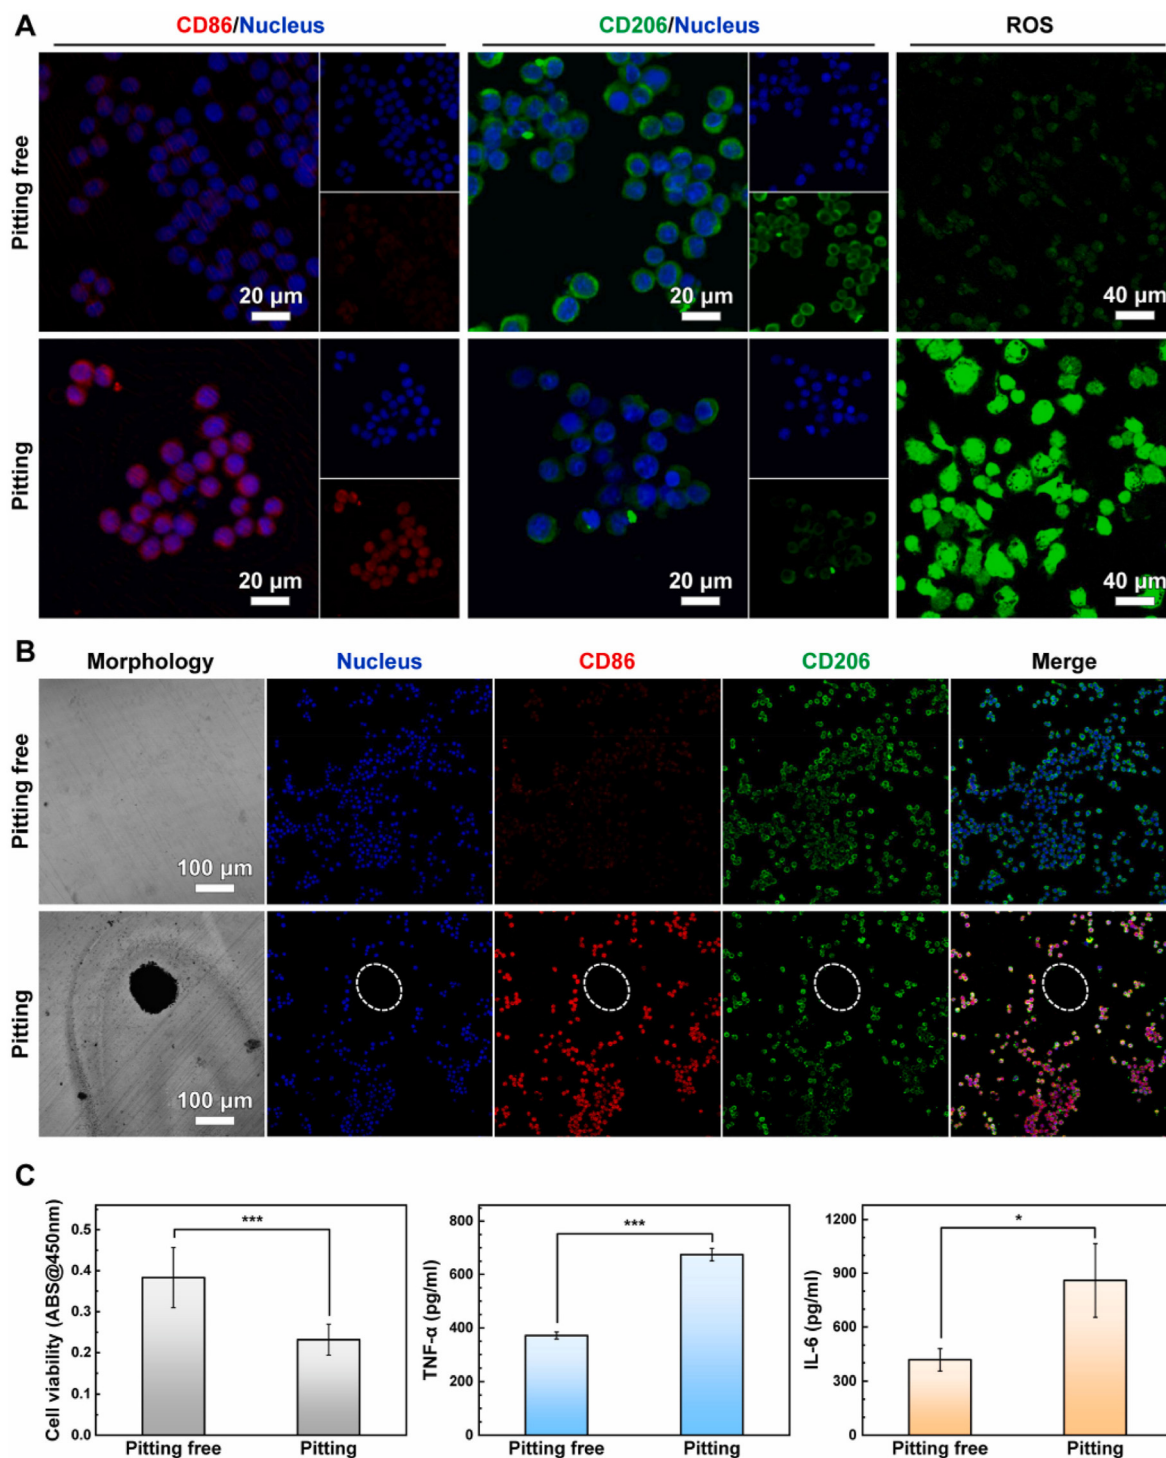 A
CD86/Nucleus
CD206/Nucleus
ROS
Pitting free
20 µm
20 µm
40 µm
Pitting
20 µm
20 µm
40 µm
B
Morphology
Nucleus
CD86
CD206
Merge
Pitting free
100 µm
Pitting
100 µm
C
Cell viability (ABS@450nm)
0.5
0.4
0.3
0.2
0.1
0.0
***
Pitting free
Pitting
TNF-α (pg/ml)
800
600
400
200
0
***
Pitting free
Pitting
IL-6 (pg/ml)
1200
900
600
300
0
*
Pitting free
Pitting